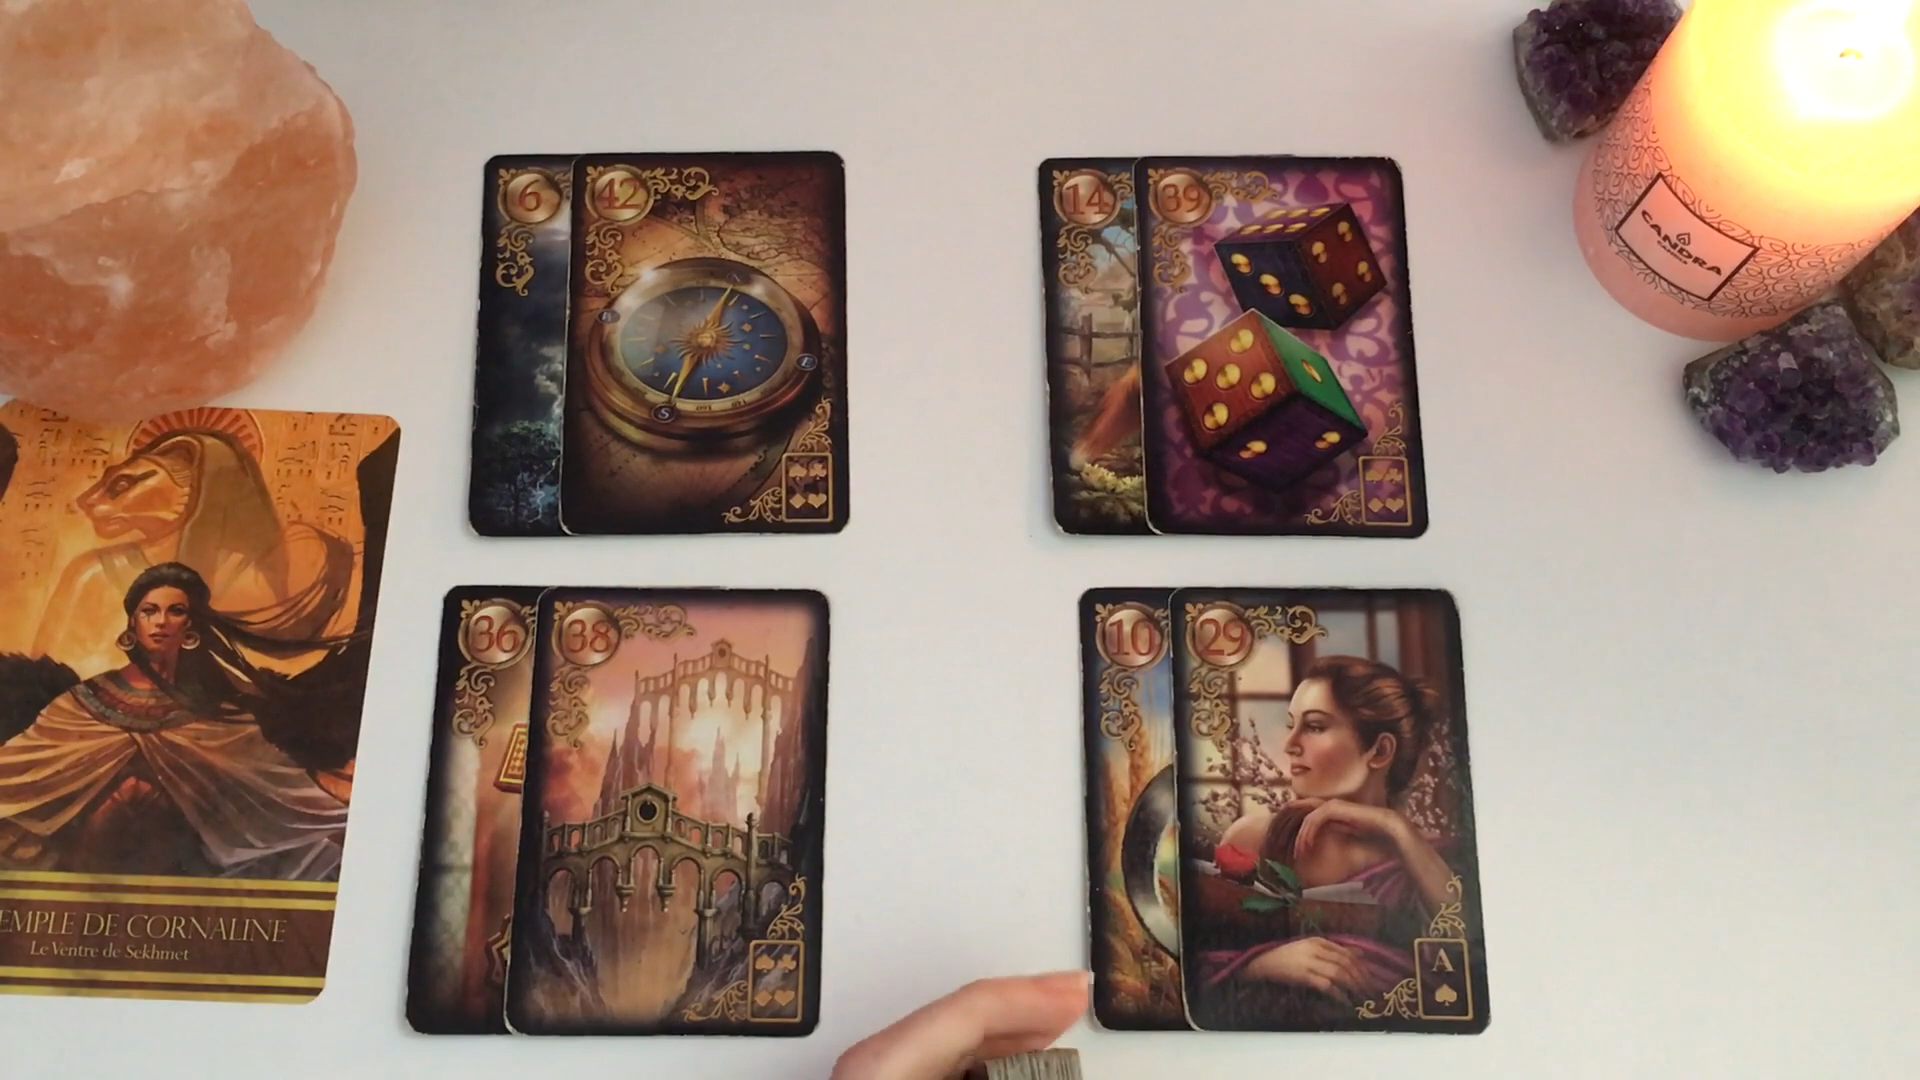 6
42
S
E
14
39
CANDRA
36
38
10
29
A
EMPLE DE CORNALINE
Le Ventre de Sekhmet